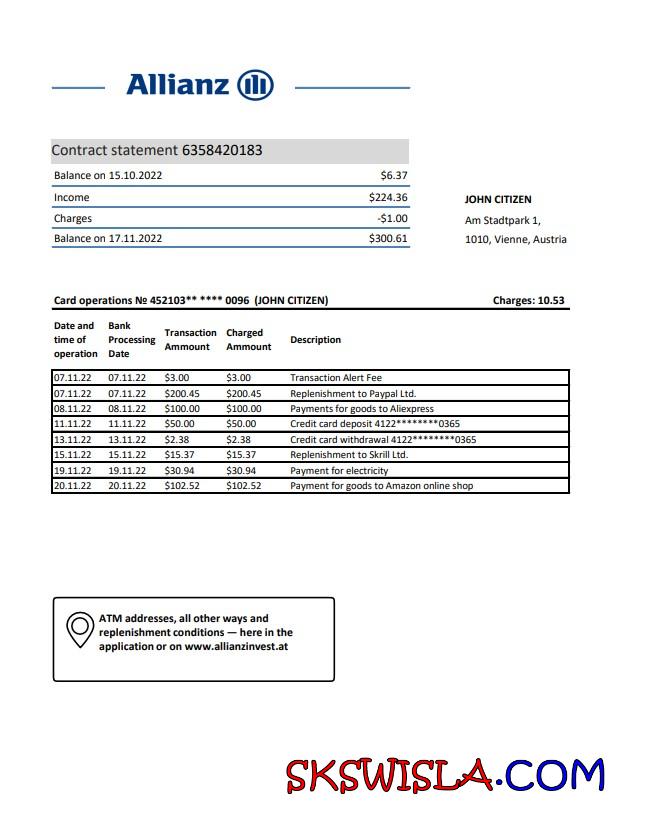 Allianz
Contract statement 6358420183
Balance on 15.10.2022 $6.37
Income $224.36
Charges -$1.00
Balance on 17.11.2022 $300.61
JOHN CITIZEN
Am Stadtpark 1,
1010, Vienne, Austria
Card operations № 452103** **** 0096 (JOHN CITIZEN) Charges: 10.53
Date and time of operation Bank Processing Date Transaction Amount Charged Amount Description
07.11.22 07.11.22 $3.00 $3.00 Transaction Alert Fee
07.11.22 07.11.22 $200.45 $200.45 Replenishment to Paypal Ltd.
08.11.22 08.11.22 $100.00 $100.00 Payments for goods to Aliexpress
11.11.22 11.11.22 $50.00 $50.00 Credit card deposit 4122********0365
13.11.22 13.11.22 $2.38 $2.38 Credit card withdrawal 4122********0365
15.11.22 15.11.22 $15.37 $15.37 Replenishment to Skrill Ltd.
19.11.22 19.11.22 $30.94 $30.94 Payment for electricity
20.11.22 20.11.22 $102.52 $102.52 Payment for goods to Amazon online shop
ATM addresses, all other ways and
replenishment conditions — here in the
application or on www.allianzinvest.at
SKSWISLA.COM